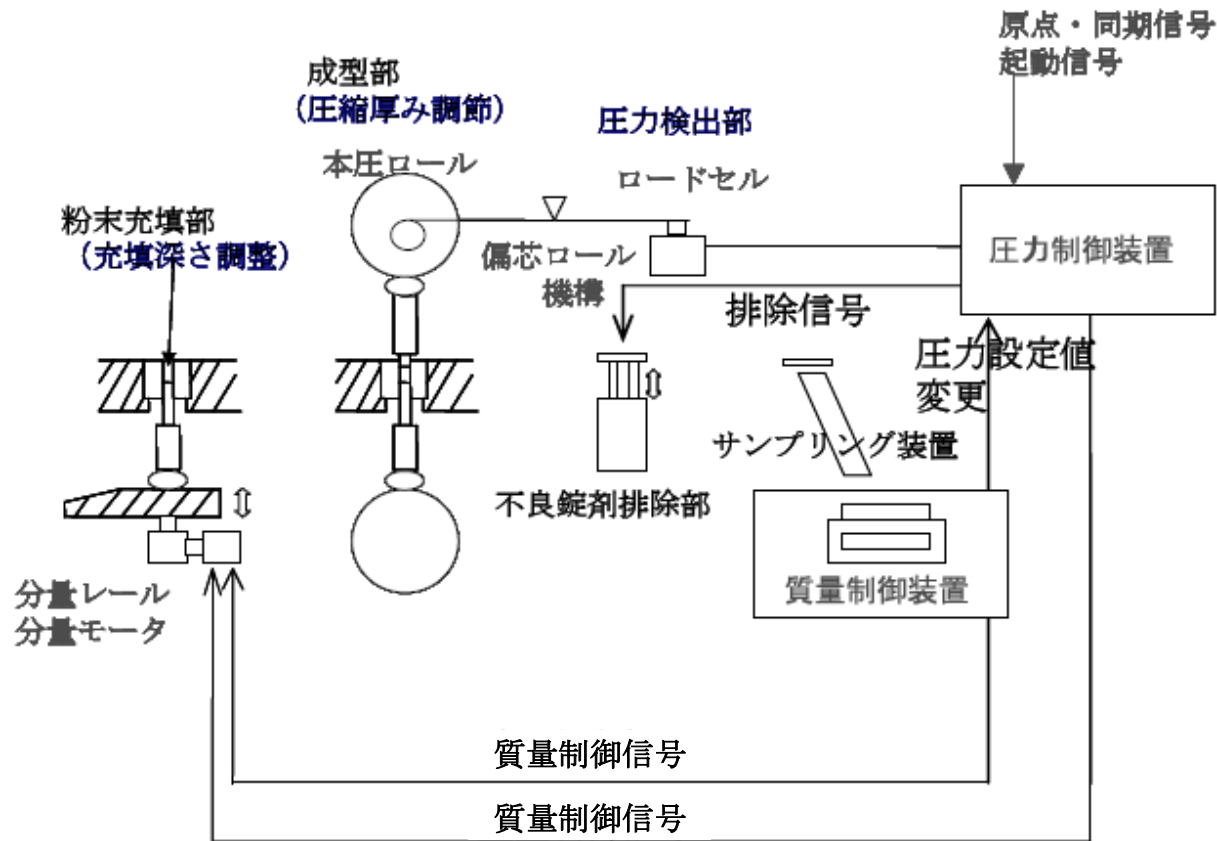 原点・同期信号
起動信号
成型部
（圧縮厚み調節）
圧力検出部
本圧ロール
ロードセル
粉末充填部
（充填深さ調整）
偏芯ロール
機構
圧力制御装置
排除信号
圧力設定値
変更
サンプリング装置
不良錠剤排除部
質量制御装置
分量レール
分量モータ
質量制御信号
質量制御信号